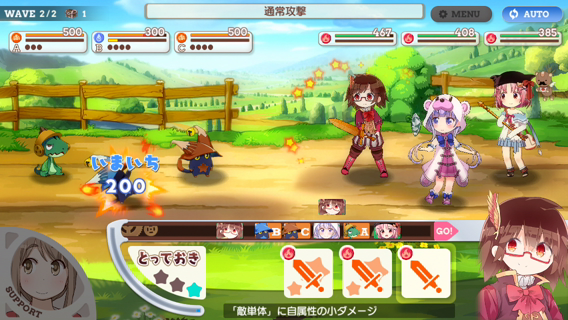 WAVE 2/2 1
通常攻撃
MENU
AUTO
500
A
300
B
500
C
467
408
385
いまいち
200
B C A GO!
とっておき
SUPPORT
「敵単体」に自属性の小ダメージ